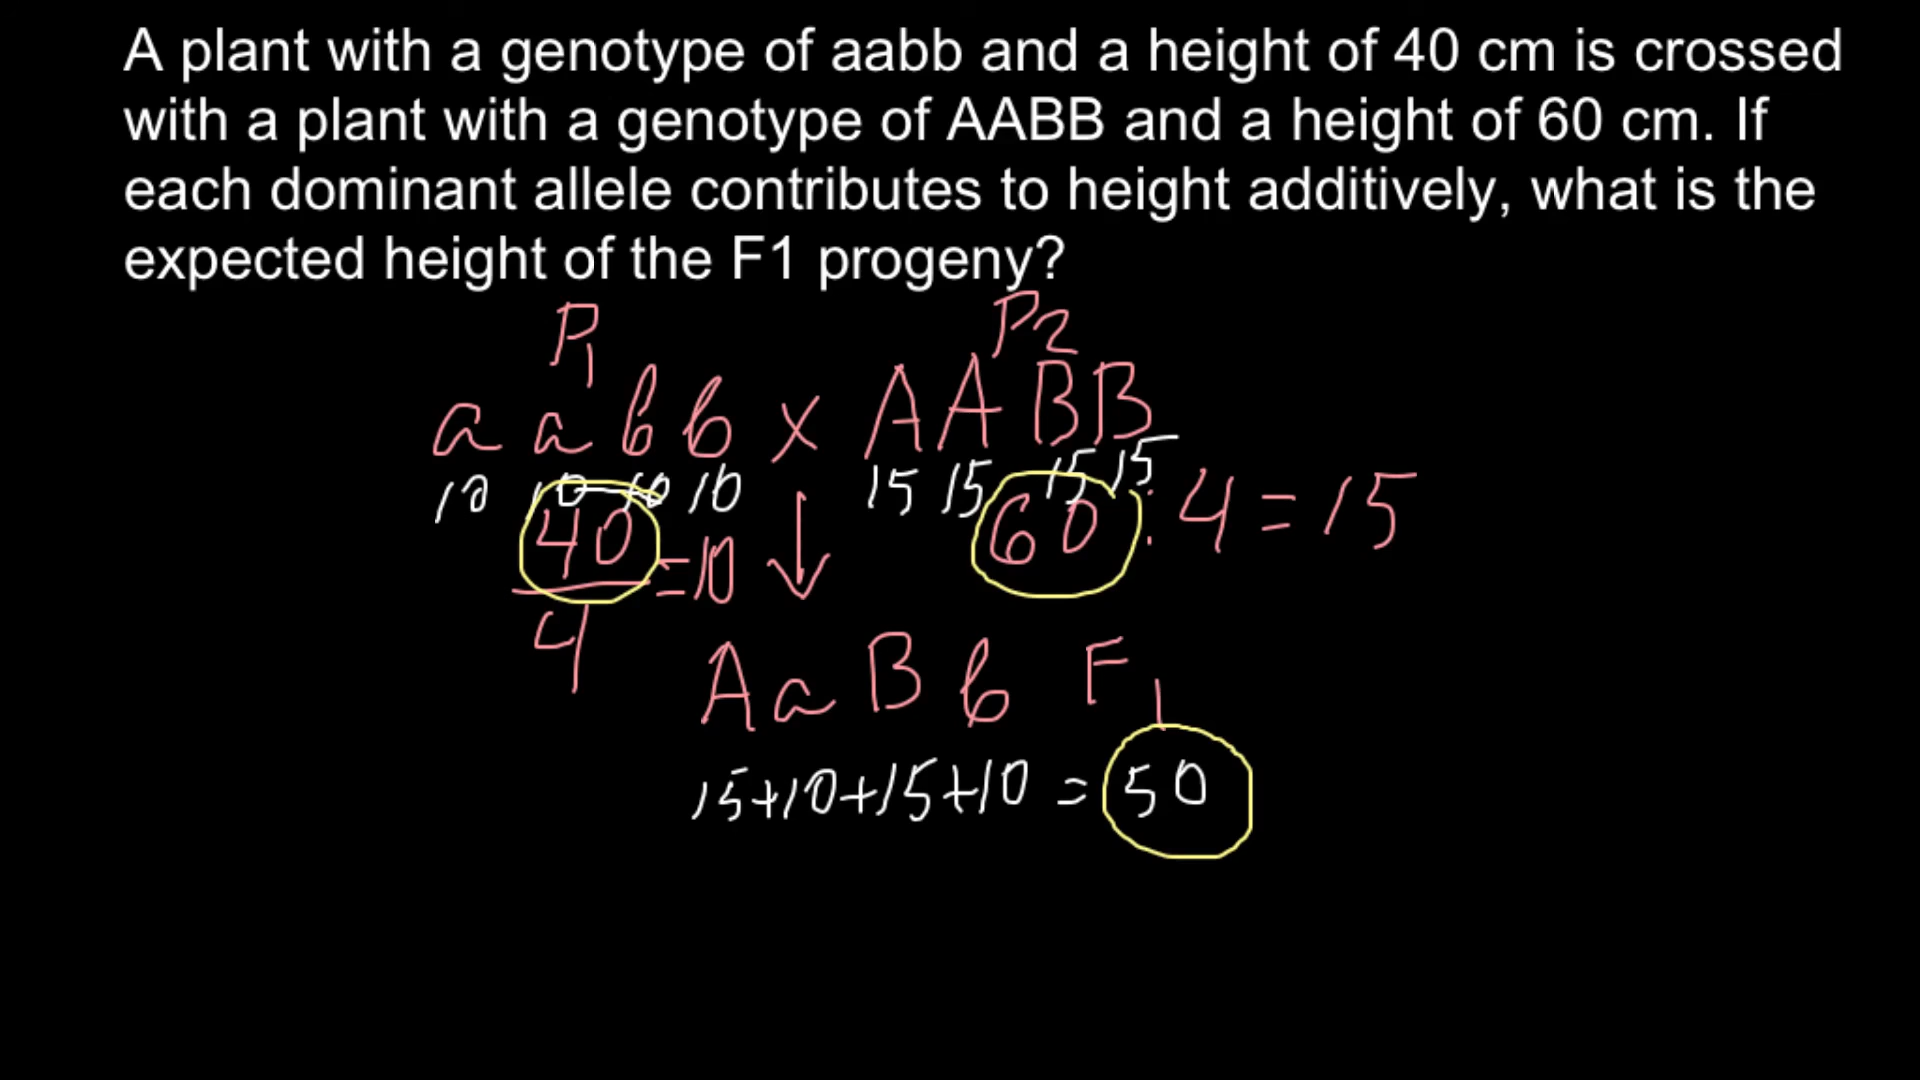 A plant with a genotype of aabb and a height of 40 cm is crossed
with a plant with a genotype of AABB and a height of 60 cm. If
each dominant allele contributes to height additively, what is the
expected height of the F1 progeny?
P1 P2
a a b b x A A B B
10 10 10 10 15 15 15 15
40 = 10 60 : 4 = 15
4
A a B b F1
15+10+15+10 = 50